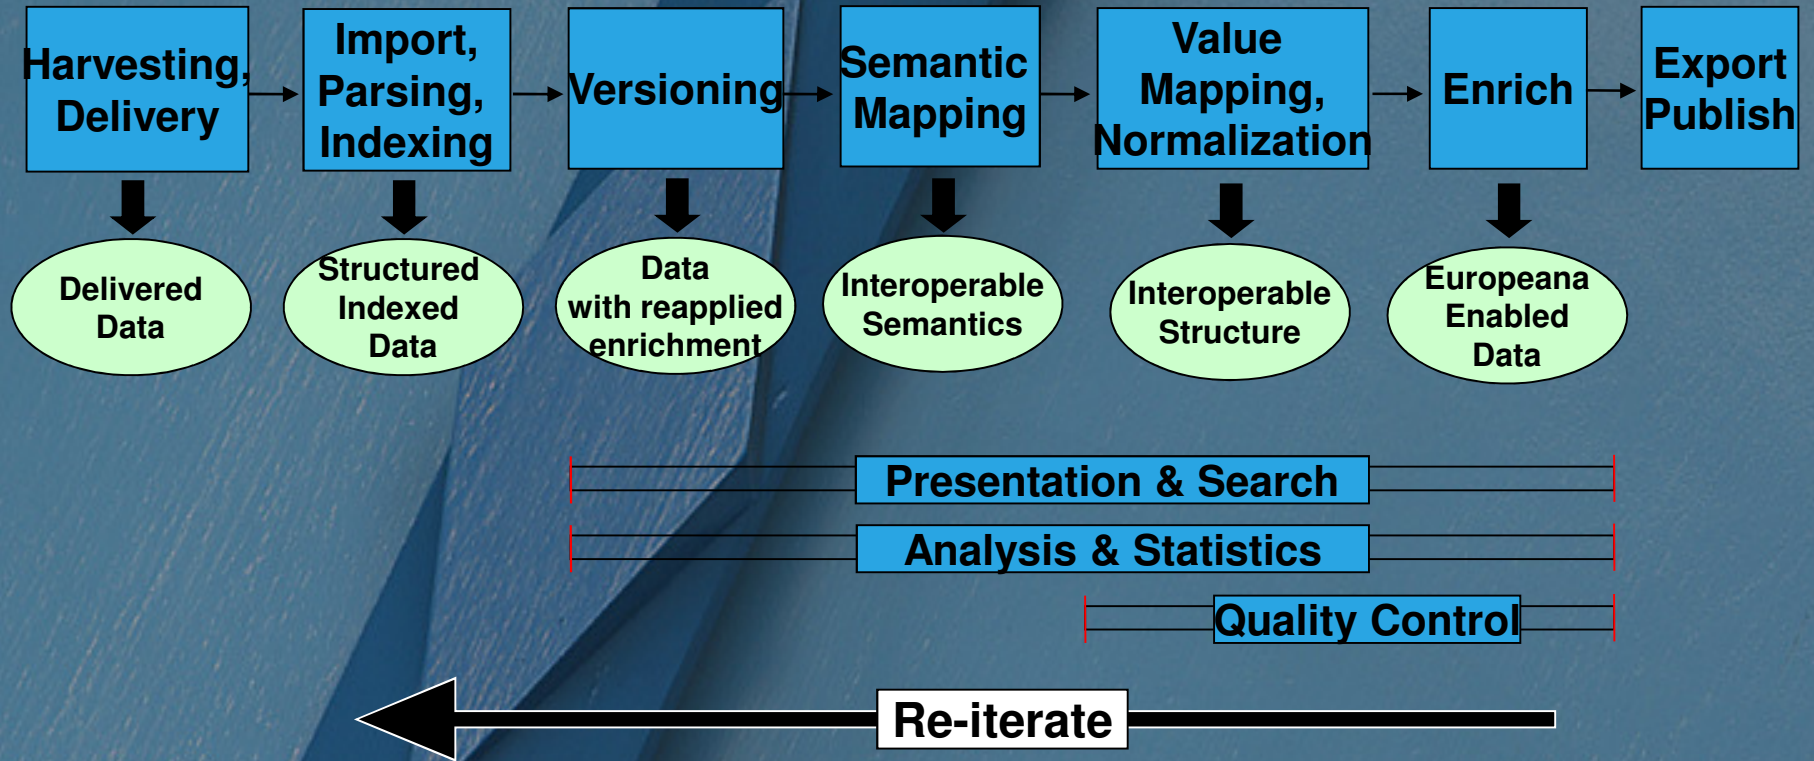 Harvesting,
Delivery
Import,
Parsing,
Indexing
Versioning
Semantic
Mapping
Value
Mapping,
Normalization
Enrich
Export
Publish
Delivered
Data
Structured
Indexed
Data
Data
with reapplied
enrichment
Interoperable
Semantics
Interoperable
Structure
Europeana
Enabled
Data
Presentation & Search
Analysis & Statistics
Quality Control
Re-iterate